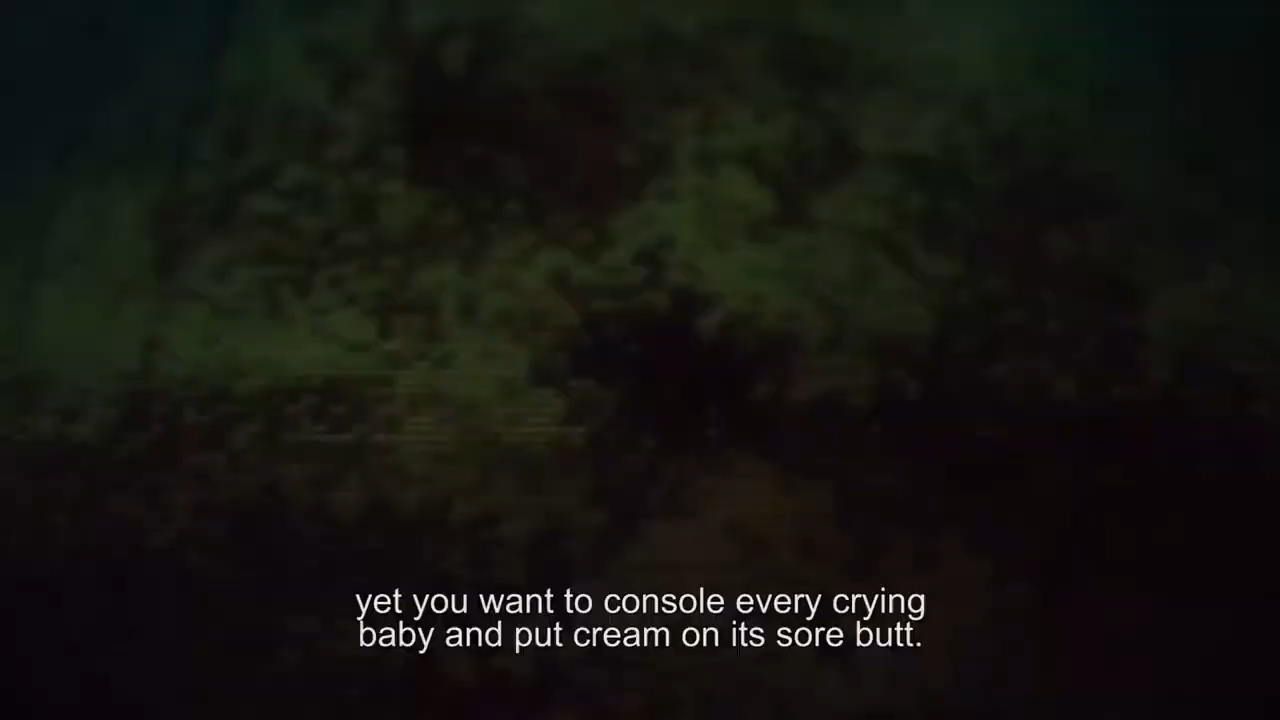 yet you want to console every crying
baby and put cream on its sore butt.